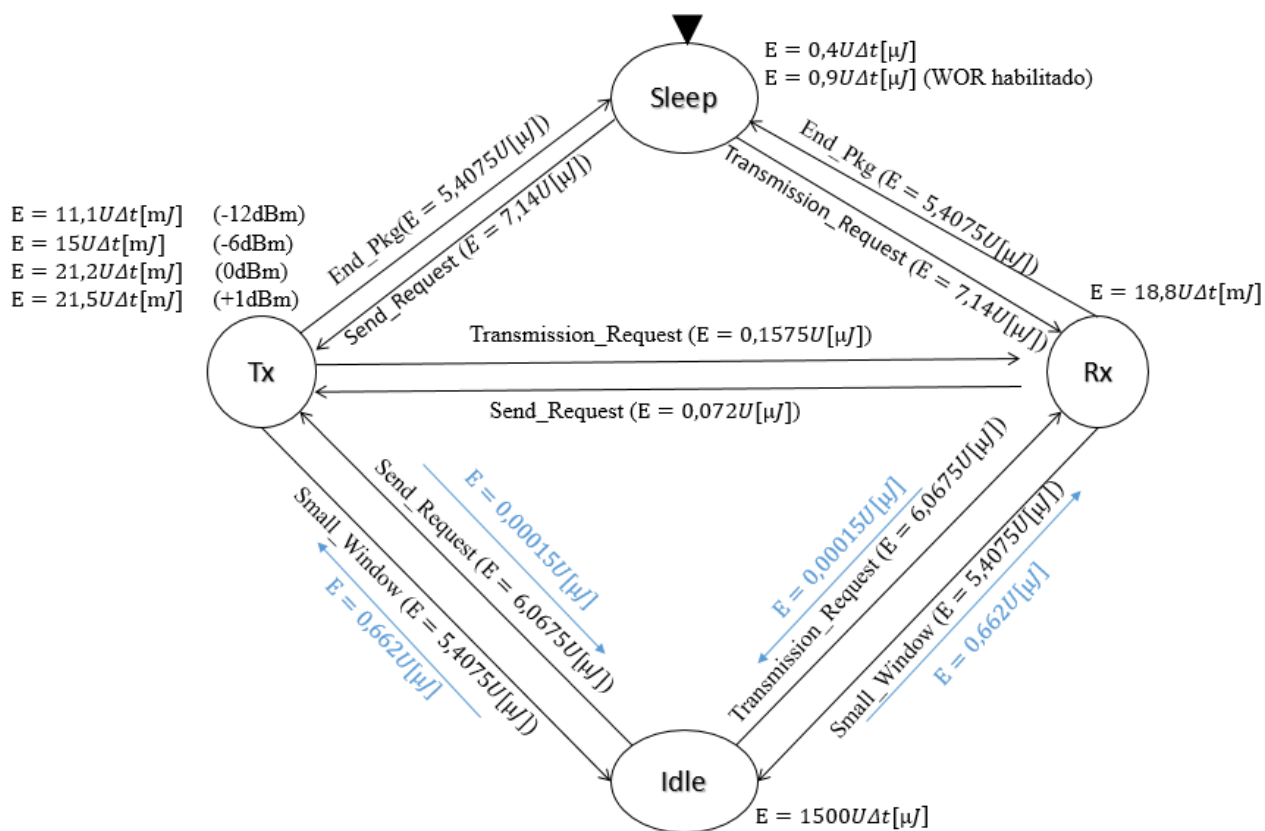 E = 0,4UΔt[μJ]
E = 0,9UΔt[μJ] (WOR habilitado)
Sleep
End_Pkg(E = 5,4075U[μJ])
Send_Request (E = 7,14U[μJ])
End_Pkg (E = 5,4075U[μJ])
Transmission_Request (E = 7,14U[μJ])
E = 11,1UΔt[mJ] (-12dBm)
E = 15UΔt[mJ] (-6dBm)
E = 21,2UΔt[mJ] (0dBm)
E = 21,5UΔt[mJ] (+1dBm)
E = 18,8UΔt[mJ]
Tx
Transmission_Request (E = 0,1575U[μJ])
Rx
Send_Request (E = 0,072U[μJ])
E = 0,00015U[μJ]
Send_Request (E = 6,0675U[μJ])
Small_Window (E = 5,4075U[μJ])
E = 0,662U[μJ]
E = 0,00015U[μJ]
Transmission_Request (E = 6,0675U[μJ])
Small_Window (E = 5,4075U[μJ])
E = 0,662U[μJ]
Idle
E = 1500UΔt[μJ]